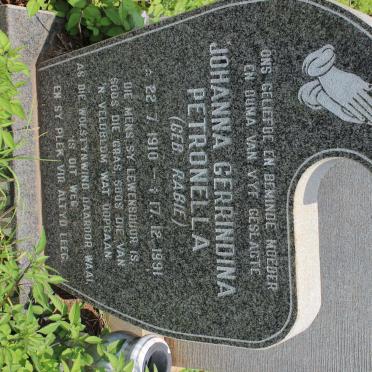 ONS GELIEFDE EN BEMINDE MOEDER
EN OUMA VAN VYF GESLAGTE
JOHANNA GERRINDINA
PETRONELLA
(GEB. RABIE)
* 22 . 7 . 1910 - † 17 . 12 . 1991
DIE MENS SY LEWENSDUUR IS
SOOS DIE GRAS, SOOS DIE VAN
'N VELDBLOM WAT OOPGAAN
AS DIE WOESTYNWIND DAAROOR WAAI,
IS DIT WEG
EN SY PLEK VIR ALTYD LEEG